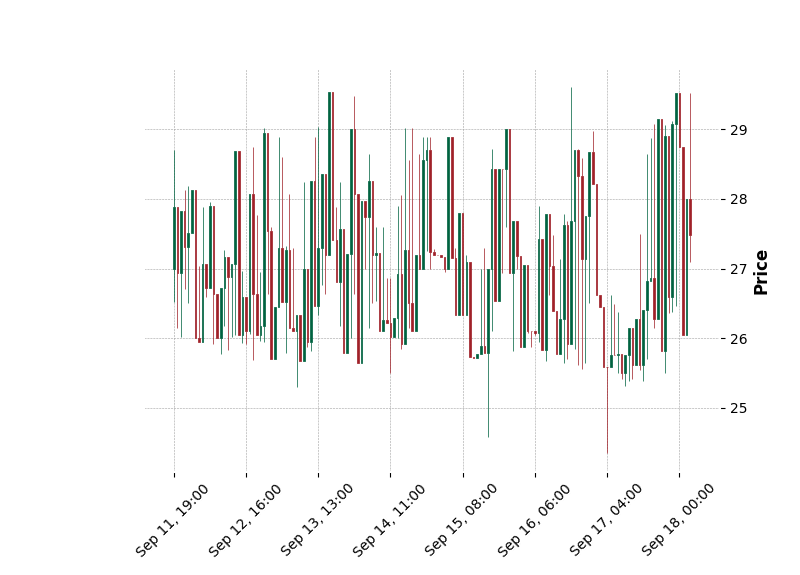 29
28
27
26
25
Price
Sep 11, 19:00
Sep 12, 16:00
Sep 13, 13:00
Sep 14, 11:00
Sep 15, 08:00
Sep 16, 06:00
Sep 17, 04:00
Sep 18, 00:00